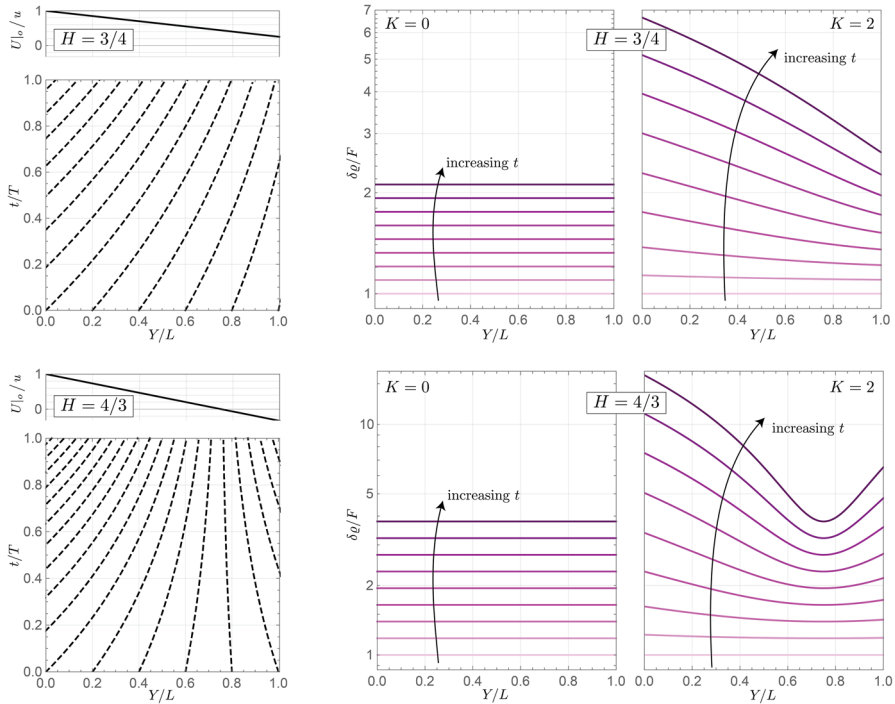 U|ₒ / u
1
0
H = 3/4
t/T
1.0
0.8
0.6
0.4
0.2
0.0
0.0 0.2 0.4 0.6 0.8 1.0
Y/L
K = 0
H = 3/4
K = 2
δϱ/F
7
6
5
4
3
2
1
increasing t
increasing t
0.0 0.2 0.4 0.6 0.8 1.0
Y/L
0.0 0.2 0.4 0.6 0.8 1.0
Y/L
U|ₒ / u
1
0
H = 4/3
t/T
1.0
0.8
0.6
0.4
0.2
0.0
0.0 0.2 0.4 0.6 0.8 1.0
Y/L
K = 0
H = 4/3
K = 2
δϱ/F
10
5
2
1
increasing t
increasing t
0.0 0.2 0.4 0.6 0.8 1.0
Y/L
0.0 0.2 0.4 0.6 0.8 1.0
Y/L